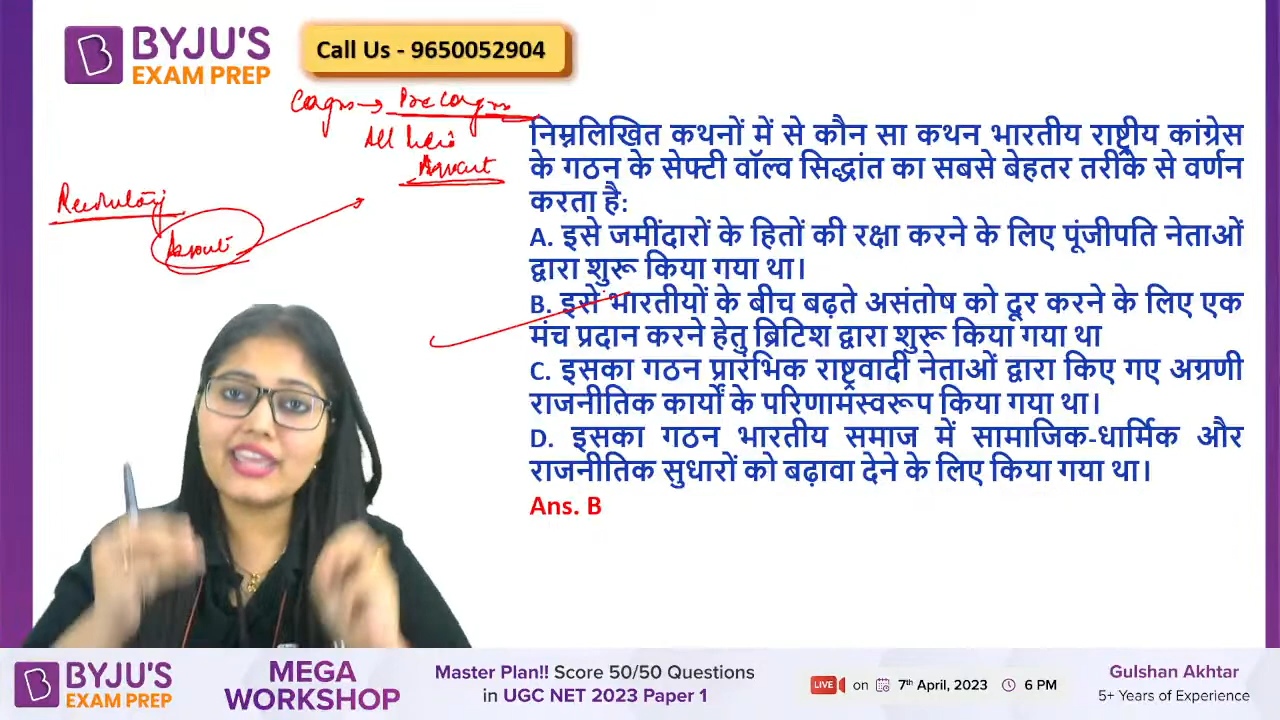 BYJU'S
EXAM PREP
Call Us - 9650052904
निम्नलिखित कथनों में से कौन सा कथन भारतीय राष्ट्रीय कांग्रेस
के गठन के सेफ्टी वॉल्व सिद्धांत का सबसे बेहतर तरीके से वर्णन
करता है:
A. इसे जमींदारों के हितों की रक्षा करने के लिए पूंजीपति नेताओं
द्वारा शुरू किया गया था।
B. इसे भारतीयों के बीच बढ़ते असंतोष को दूर करने के लिए एक
मंच प्रदान करने हेतु ब्रिटिश द्वारा शुरू किया गया था
C. इसका गठन प्रारंभिक राष्ट्रवादी नेताओं द्वारा किए गए अग्रणी
राजनीतिक कार्यों के परिणामस्वरूप किया गया था।
D. इसका गठन भारतीय समाज में सामाजिक-धार्मिक और
राजनीतिक सुधारों को बढ़ावा देने के लिए किया गया था।
Ans. B
BYJU'S
EXAM PREP
MEGA
WORKSHOP
Master Plan!! Score 50/50 Questions
in UGC NET 2023 Paper 1
LIVE on 7th April, 2023 6 PM
Gulshan Akhtar
5+ Years of Experience